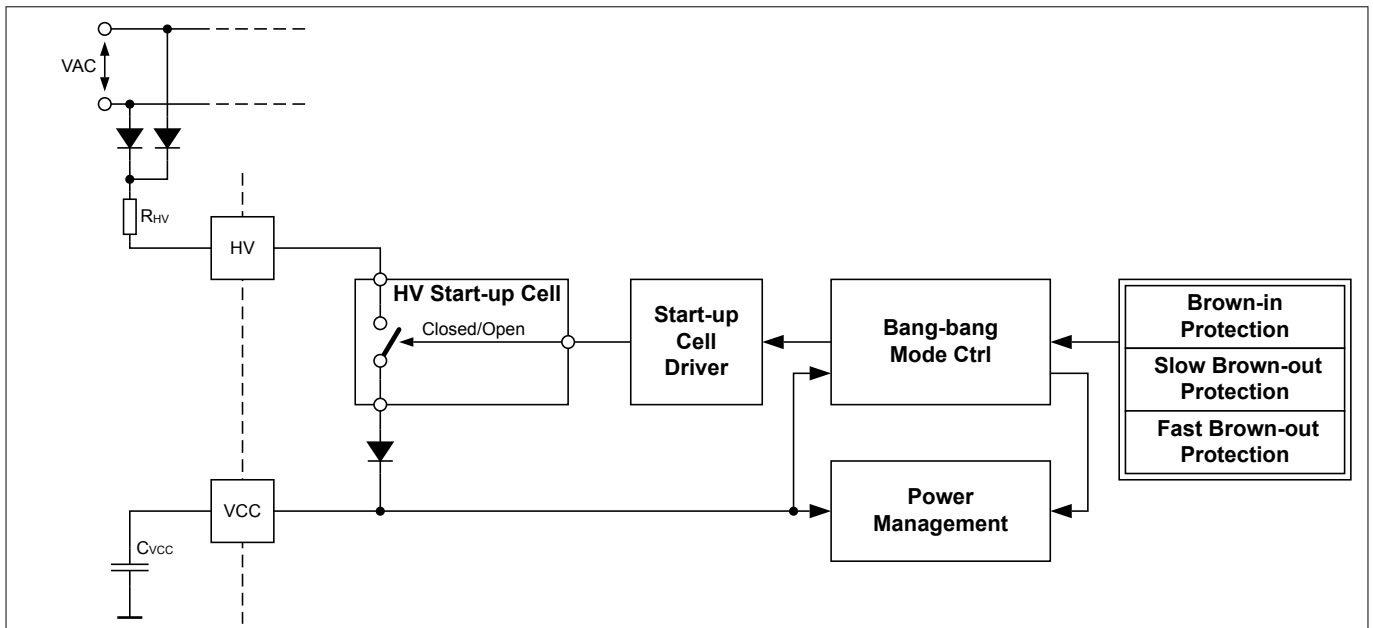 VAC
RHV
HV
HV Start-up Cell
Closed/Open
Start-up
Cell
Driver
Bang-bang
Mode Ctrl
Brown-in
Protection
Slow Brown-out
Protection
Fast Brown-out
Protection
VCC
Power
Management
CVCC